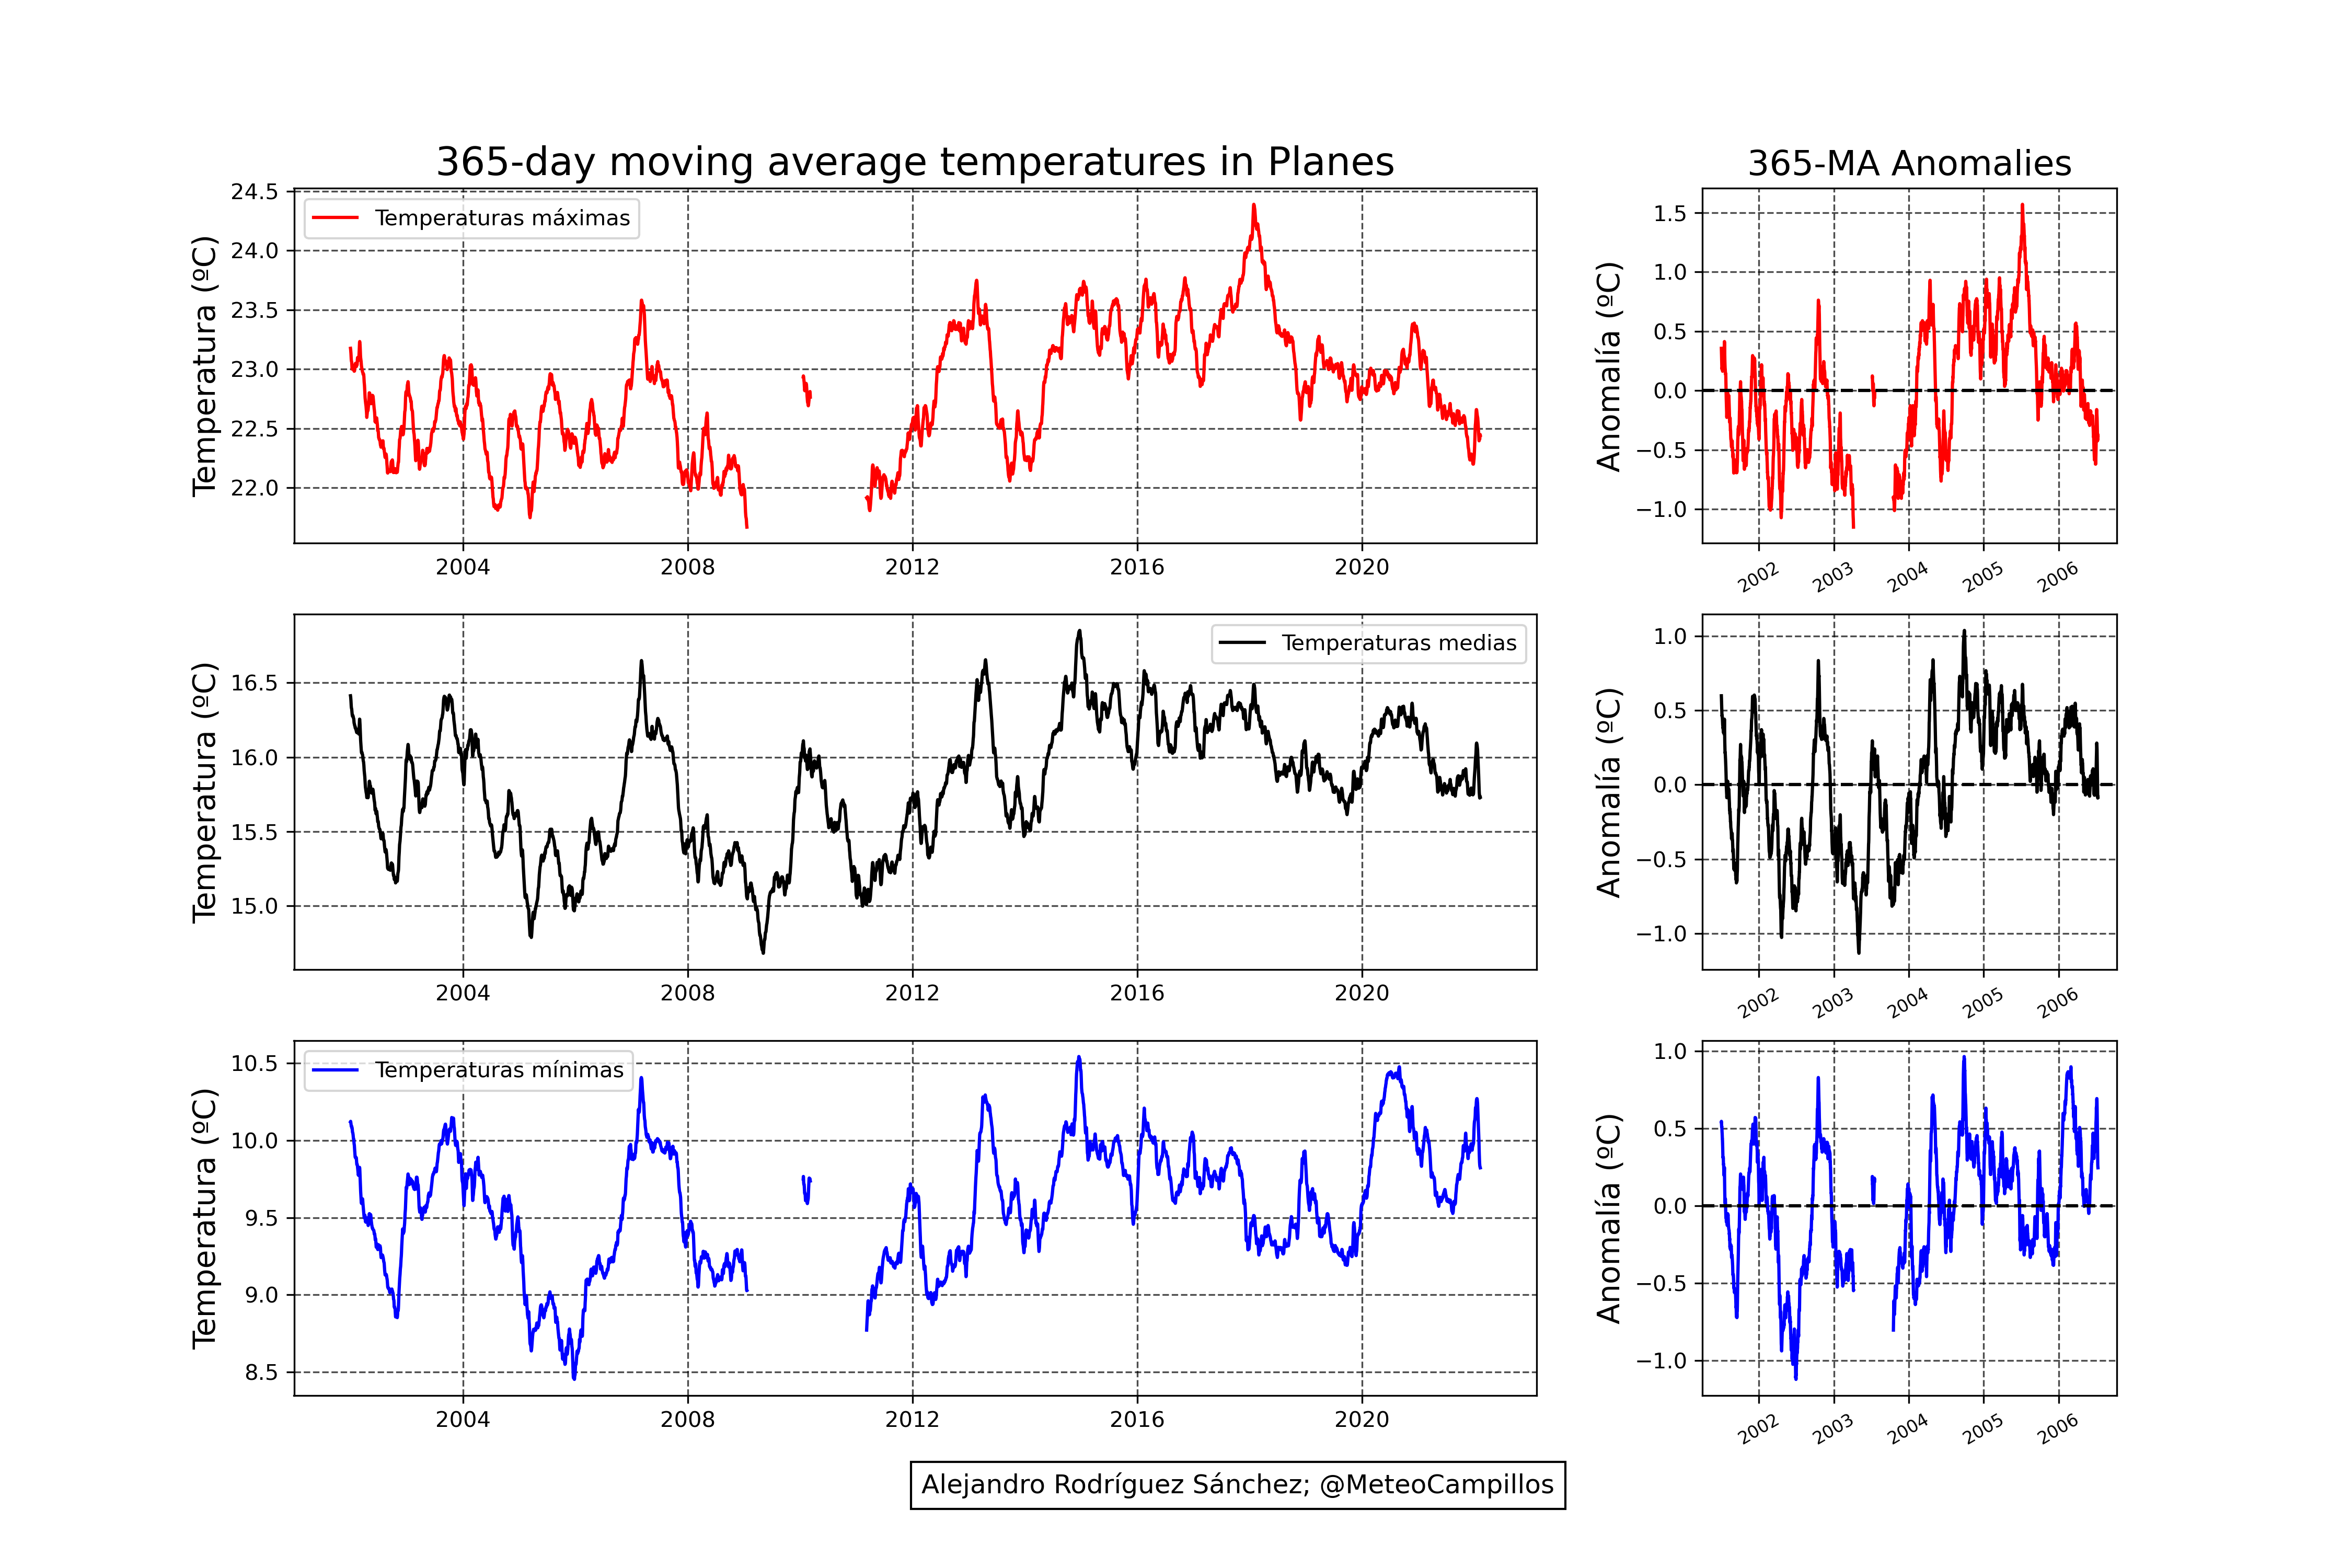 365-day moving average temperatures in Planes
365-MA Anomalies
Temperatura (ºC)
24.5
24.0
23.5
23.0
22.5
22.0
Temperaturas máximas
2004 2008 2012 2016 2020
Anomalía (ºC)
1.5
1.0
0.5
0.0
−0.5
−1.0
2002 2003 2004 2005 2006
Temperatura (ºC)
16.5
16.0
15.5
15.0
Temperaturas medias
2004 2008 2012 2016 2020
Anomalía (ºC)
1.0
0.5
0.0
−0.5
−1.0
2002 2003 2004 2005 2006
Temperatura (ºC)
10.5
10.0
9.5
9.0
8.5
Temperaturas mínimas
2004 2008 2012 2016 2020
Anomalía (ºC)
1.0
0.5
0.0
−0.5
−1.0
2002 2003 2004 2005 2006
Alejandro Rodríguez Sánchez; @MeteoCampillos